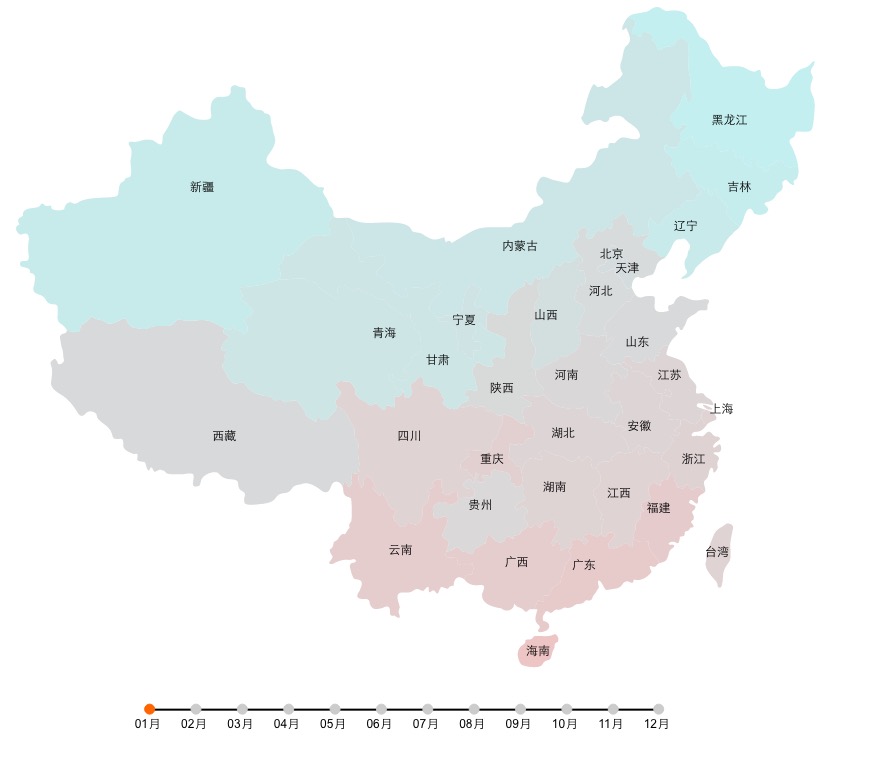 黑龙江
新疆
吉林
辽宁
内蒙古
北京
天津
河北
山西
宁夏
青海
山东
甘肃
河南
江苏
陕西
上海
安徽
湖北
四川
西藏
重庆
浙江
湖南
江西
贵州
福建
云南
台湾
广西
广东
海南
01月 02月 03月 04月 05月 06月 07月 08月 09月 10月 11月 12月